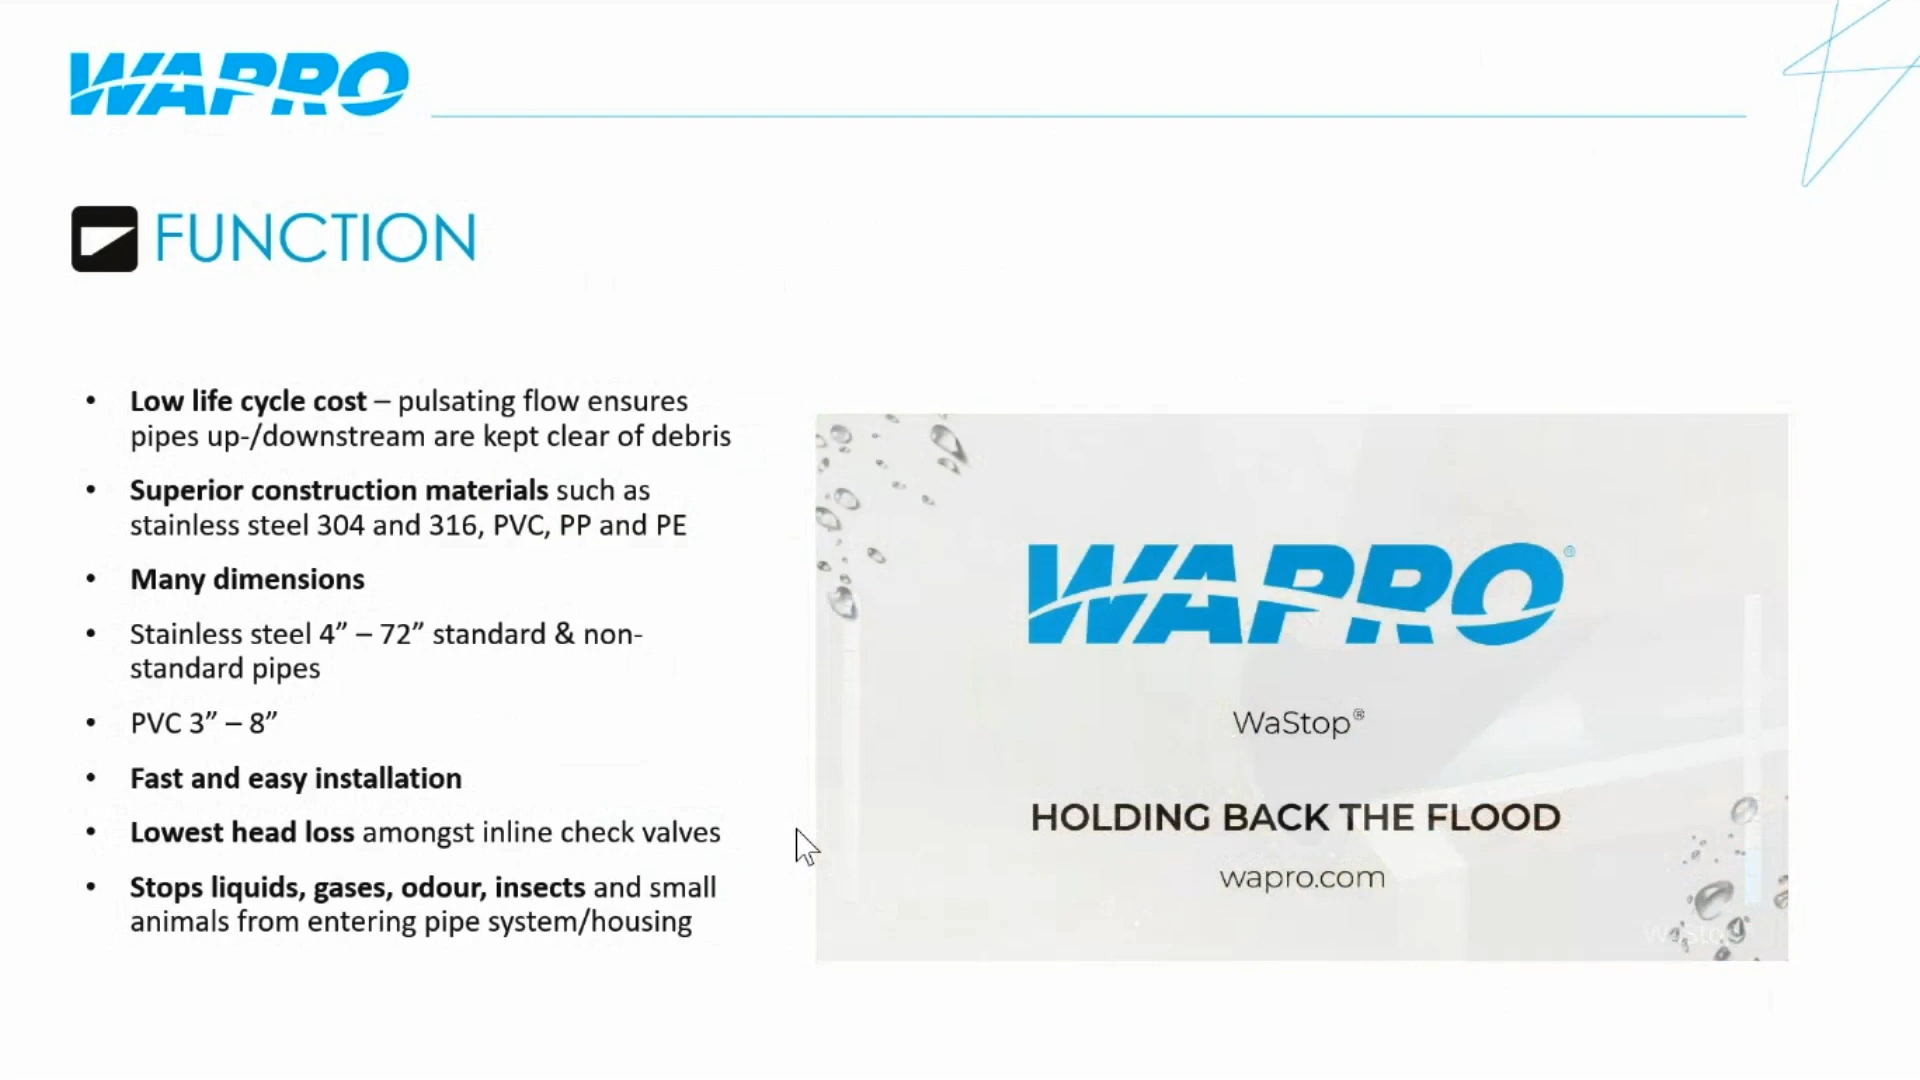 WAPRO
FUNCTION
• Low life cycle cost – pulsating flow ensures
pipes up-/downstream are kept clear of debris
• Superior construction materials such as
stainless steel 304 and 316, PVC, PP and PE
• Many dimensions
• Stainless steel 4” – 72” standard & non-
standard pipes
• PVC 3” – 8”
• Fast and easy installation
• Lowest head loss amongst inline check valves
• Stops liquids, gases, odour, insects and small
animals from entering pipe system/housing
WAPRO®
WaStop®
HOLDING BACK THE FLOOD
wapro.com